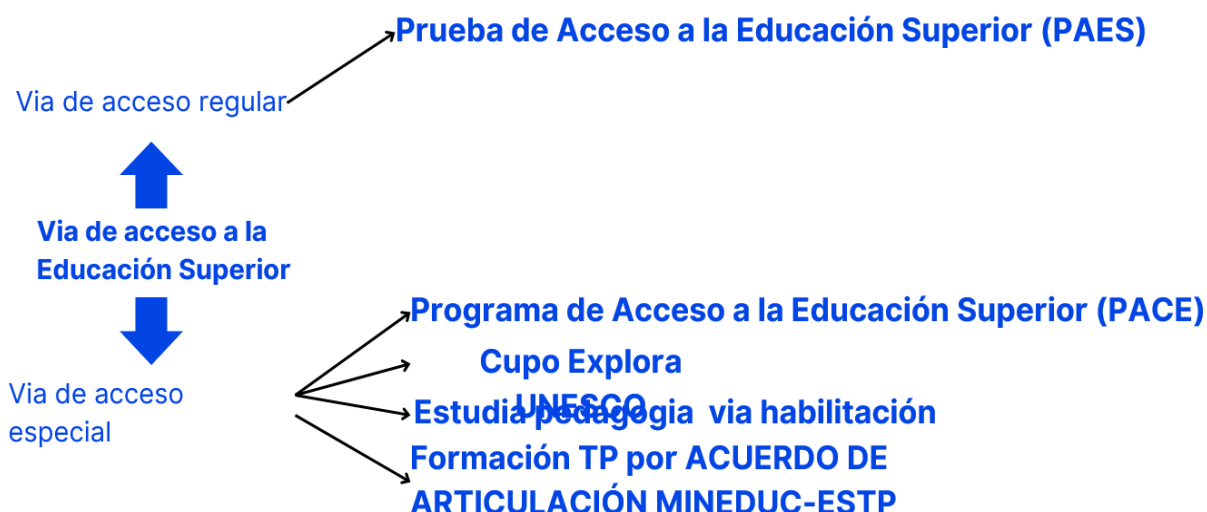 Prueba de Acceso a la Educación Superior (PAES)
Via de acceso regular
Via de acceso a la
Educación Superior
Programa de Acceso a la Educación Superior (PACE)
Cupo Explora
UNESCO
Via de acceso
especial
Estudia pedagogia via habilitación
Formación TP por ACUERDO DE
ARTICULACIÓN MINEDUC-ESTP